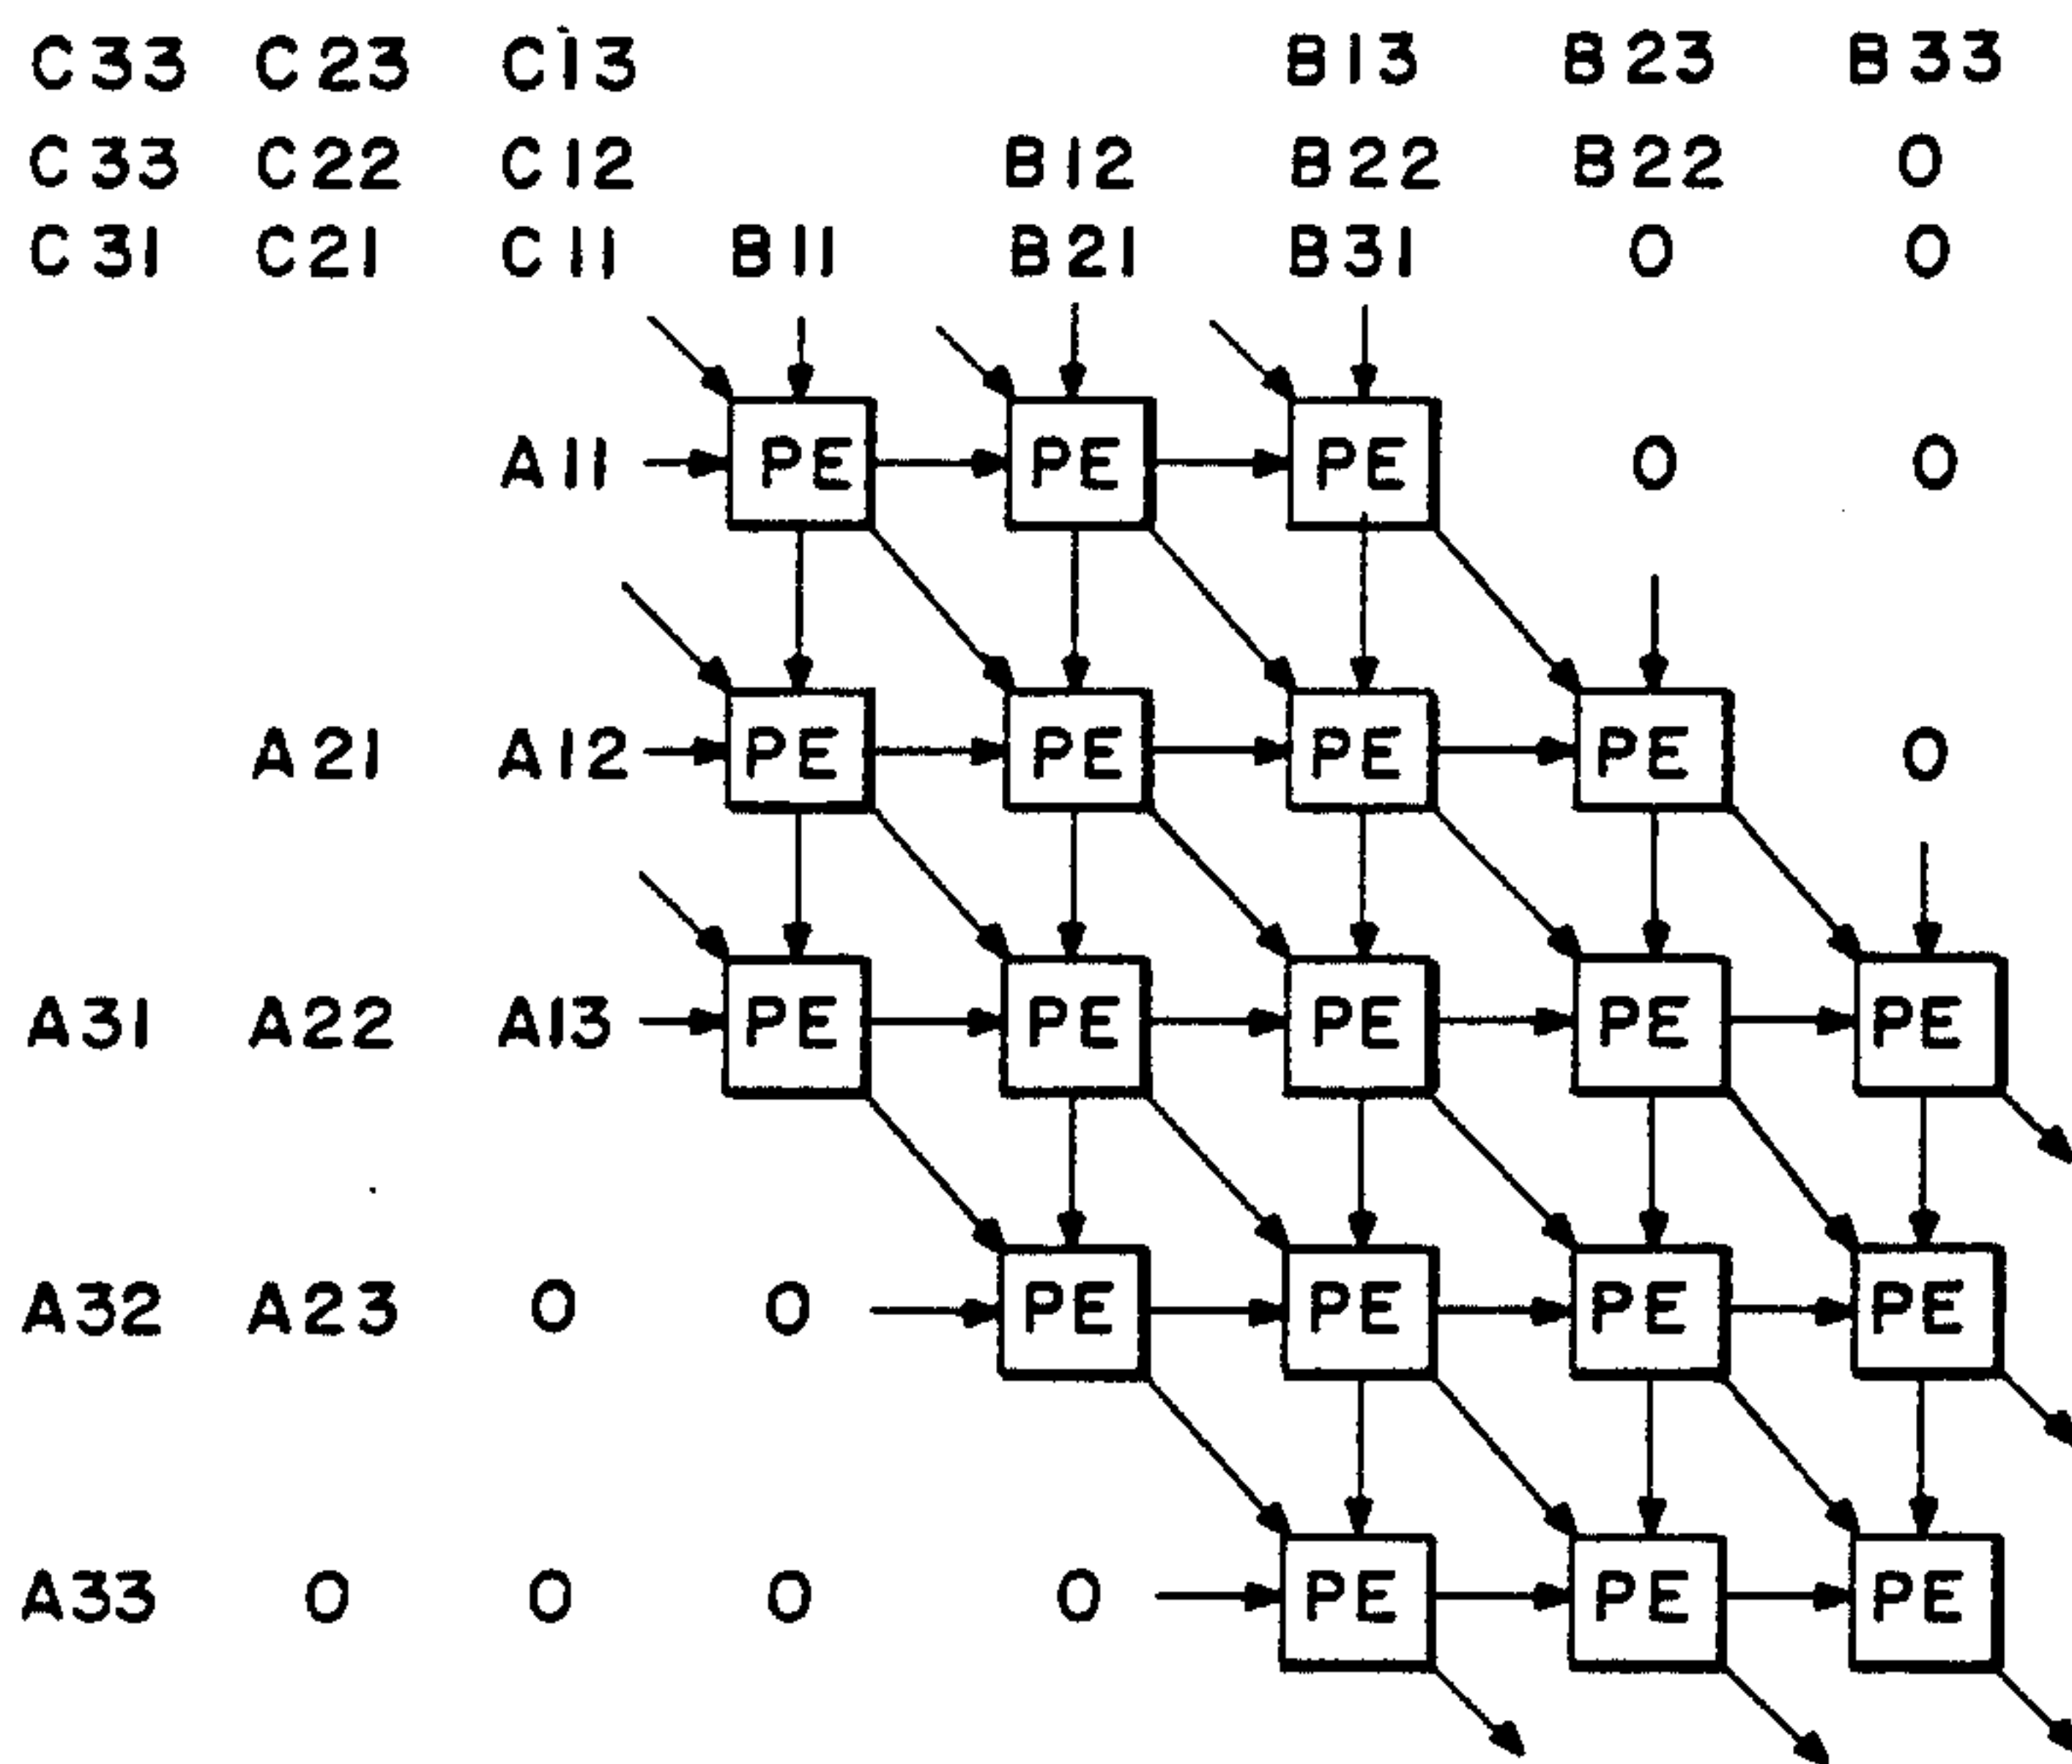 C33 C23 C13 B13 B23 B33
C33 C22 C12 B12 B22 B22 0
C31 C21 C11 B11 B21 B31 0 0
A11 PE PE PE 0 0
A21 A12 PE PE PE PE 0
A31 A22 A13 PE PE PE PE PE
A32 A23 0 0 PE PE PE PE
A33 0 0 0 0 PE PE PE